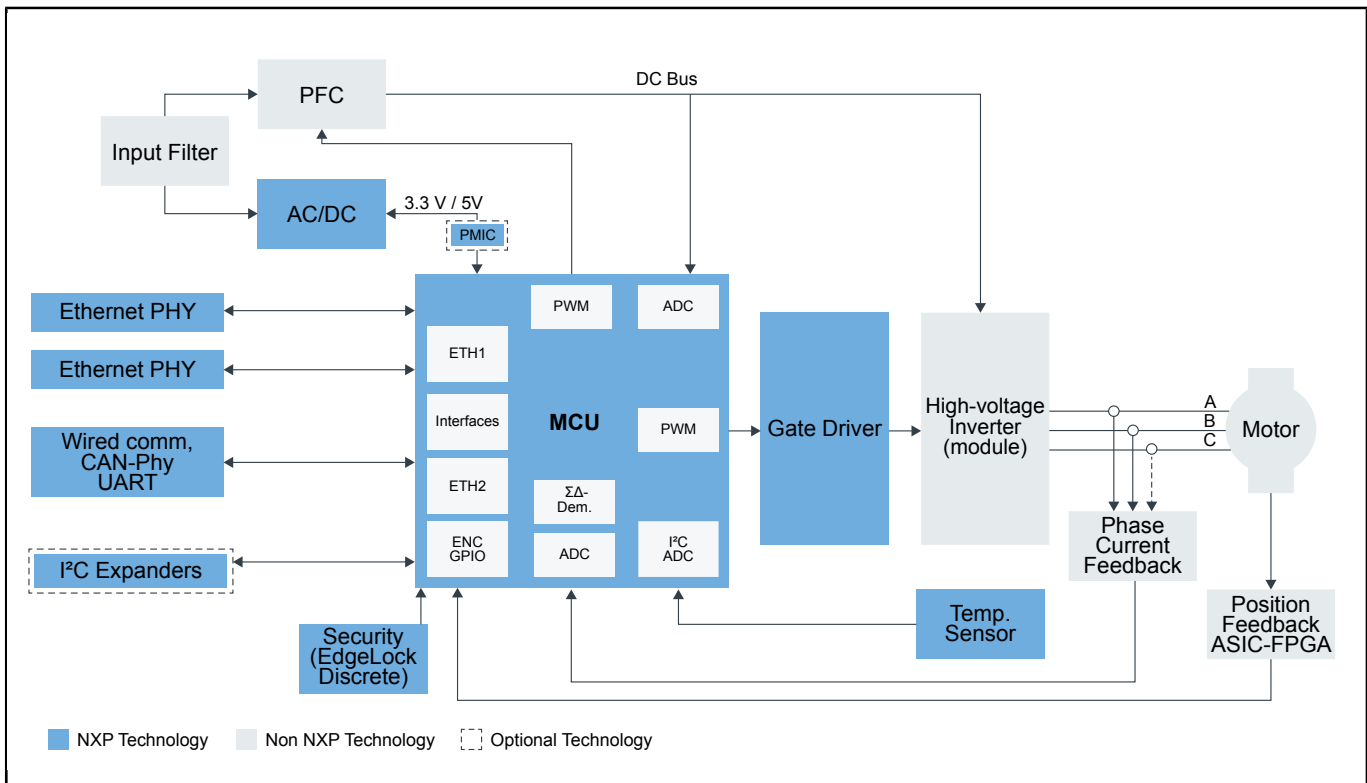 DC Bus
PFC
Input Filter
AC/DC
3.3 V / 5V
PMIC
Ethernet PHY
Ethernet PHY
Wired comm,
CAN-Phy
UART
I²C Expanders
PWM
ADC
ETH1
Interfaces
MCU
PWM
ETH2
ΣΔ-
Dem.
ENC
GPIO
ADC
I²C
ADC
Gate Driver
High-voltage
Inverter
(module)
A
B
C
Motor
Phase
Current
Feedback
Position
Feedback
ASIC-FPGA
Temp.
Sensor
Security
(EdgeLock
Discrete)
NXP Technology
Non NXP Technology
Optional Technology